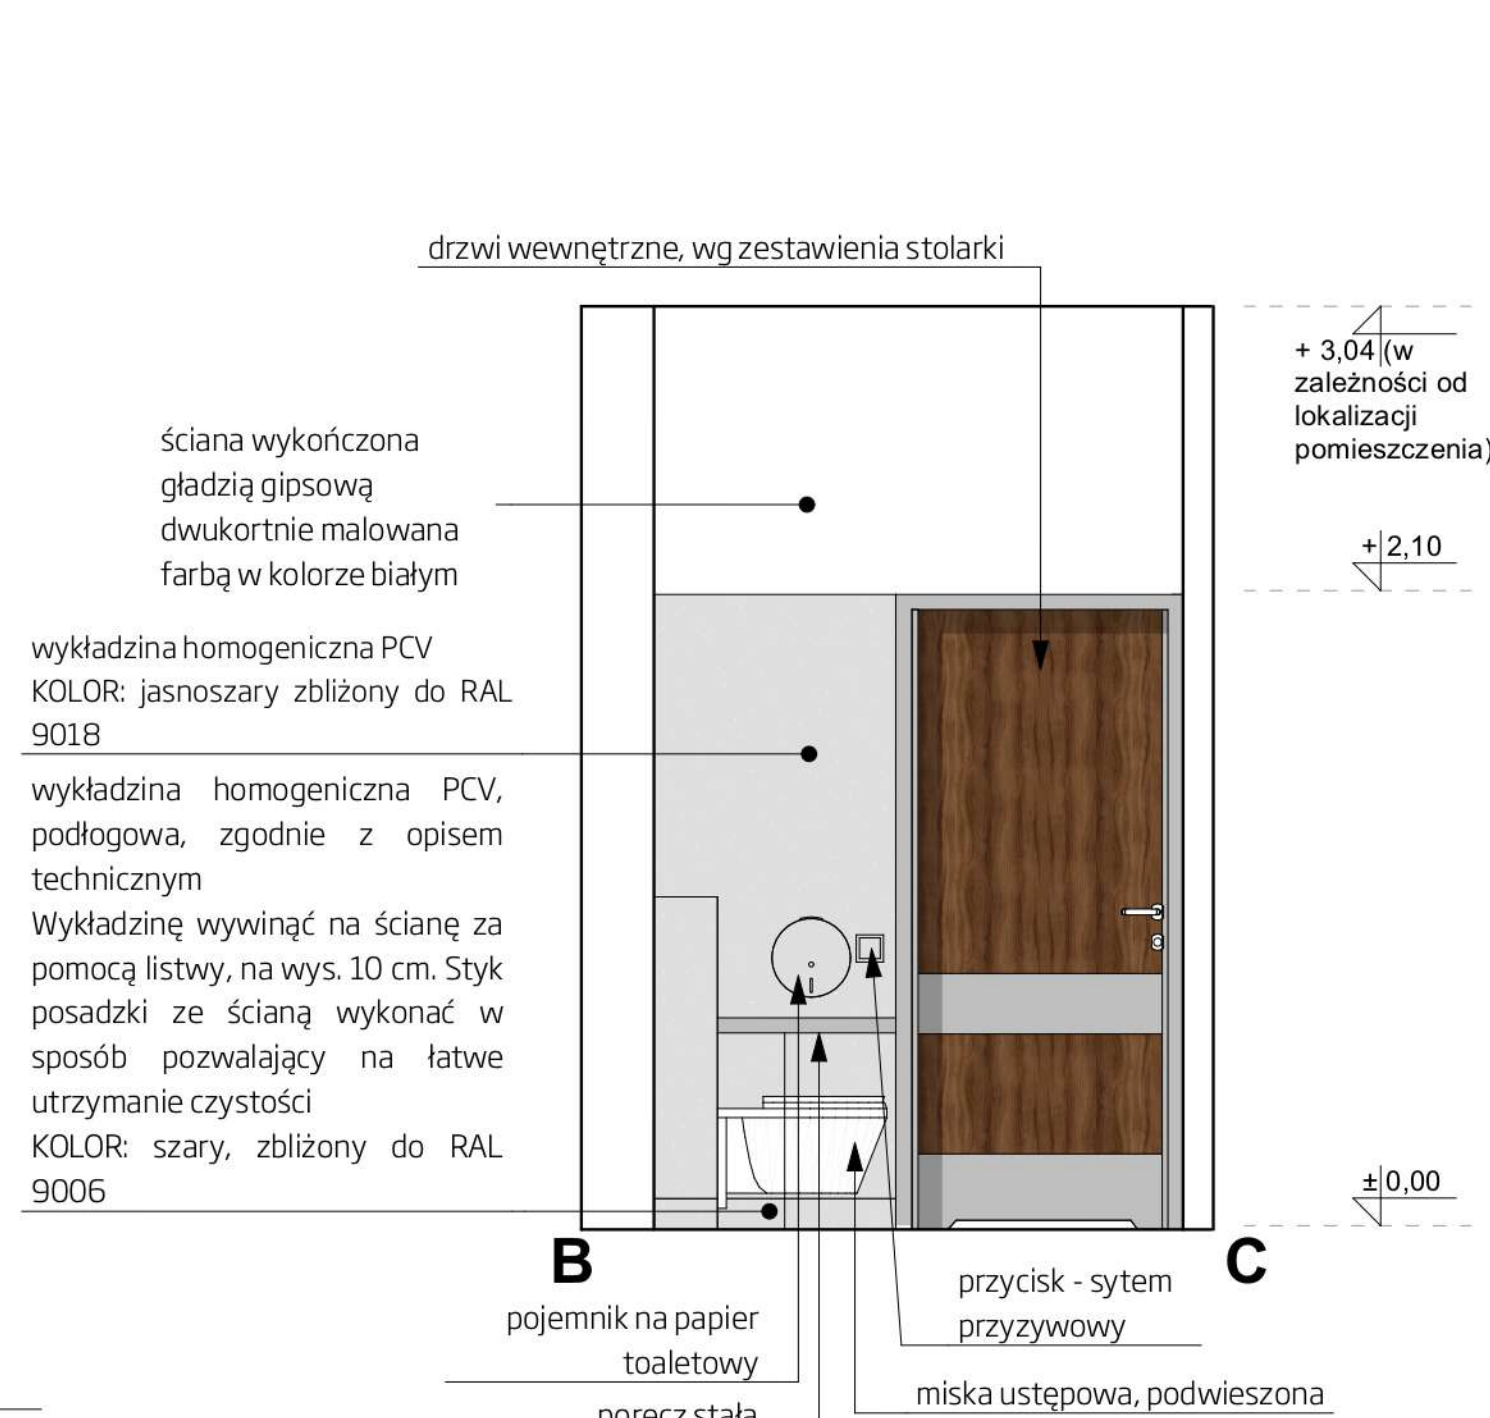 drzwi wewnętrzne, wg zestawienia stolarki
+ 3,04 (w
zależności od
lokalizacji
pomieszczenia)
ściana wykończona
gładzią gipsową
dwukortnie malowana
farbą w kolorze białym
+ 2,10
wykładzina homogeniczna PCV
KOLOR: jasnoszary zbliżony do RAL
9018
wykładzina homogeniczna PCV,
podłogowa, zgodnie z opisem
technicznym
Wykładzinę wywinąć na ścianę za
pomocą listwy, na wys. 10 cm. Styk
posadzki ze ścianą wykonać w
sposób pozwalający na łatwe
utrzymanie czystości
KOLOR: szary, zbliżony do RAL
9006
± 0,00
B
C
przycisk - sytem
przyzywowy
pojemnik na papier
toaletowy
miska ustępowa, podwieszona
poręcz stała